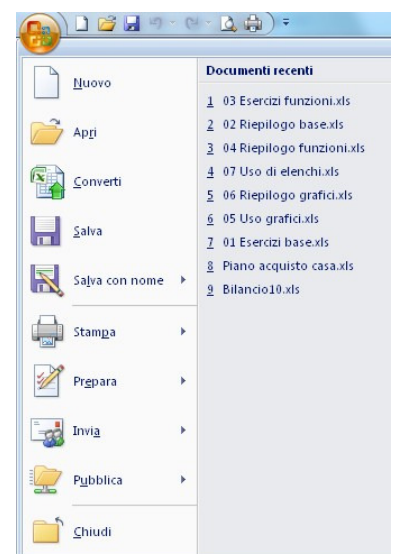 Nuovo
Apri
Converti
Salva
Salva con nome
Stampa
Prepara
Invia
Pubblica
Chiudi
Documenti recenti
1 03 Esercizi funzioni.xls
2 02 Riepilogo base.xls
3 04 Riepilogo funzioni.xls
4 07 Uso di elenchi.xls
5 06 Riepilogo grafici.xls
6 05 Uso grafici.xls
7 01 Esercizi base.xls
8 Piano acquisto casa.xls
9 Bilancio10.xls